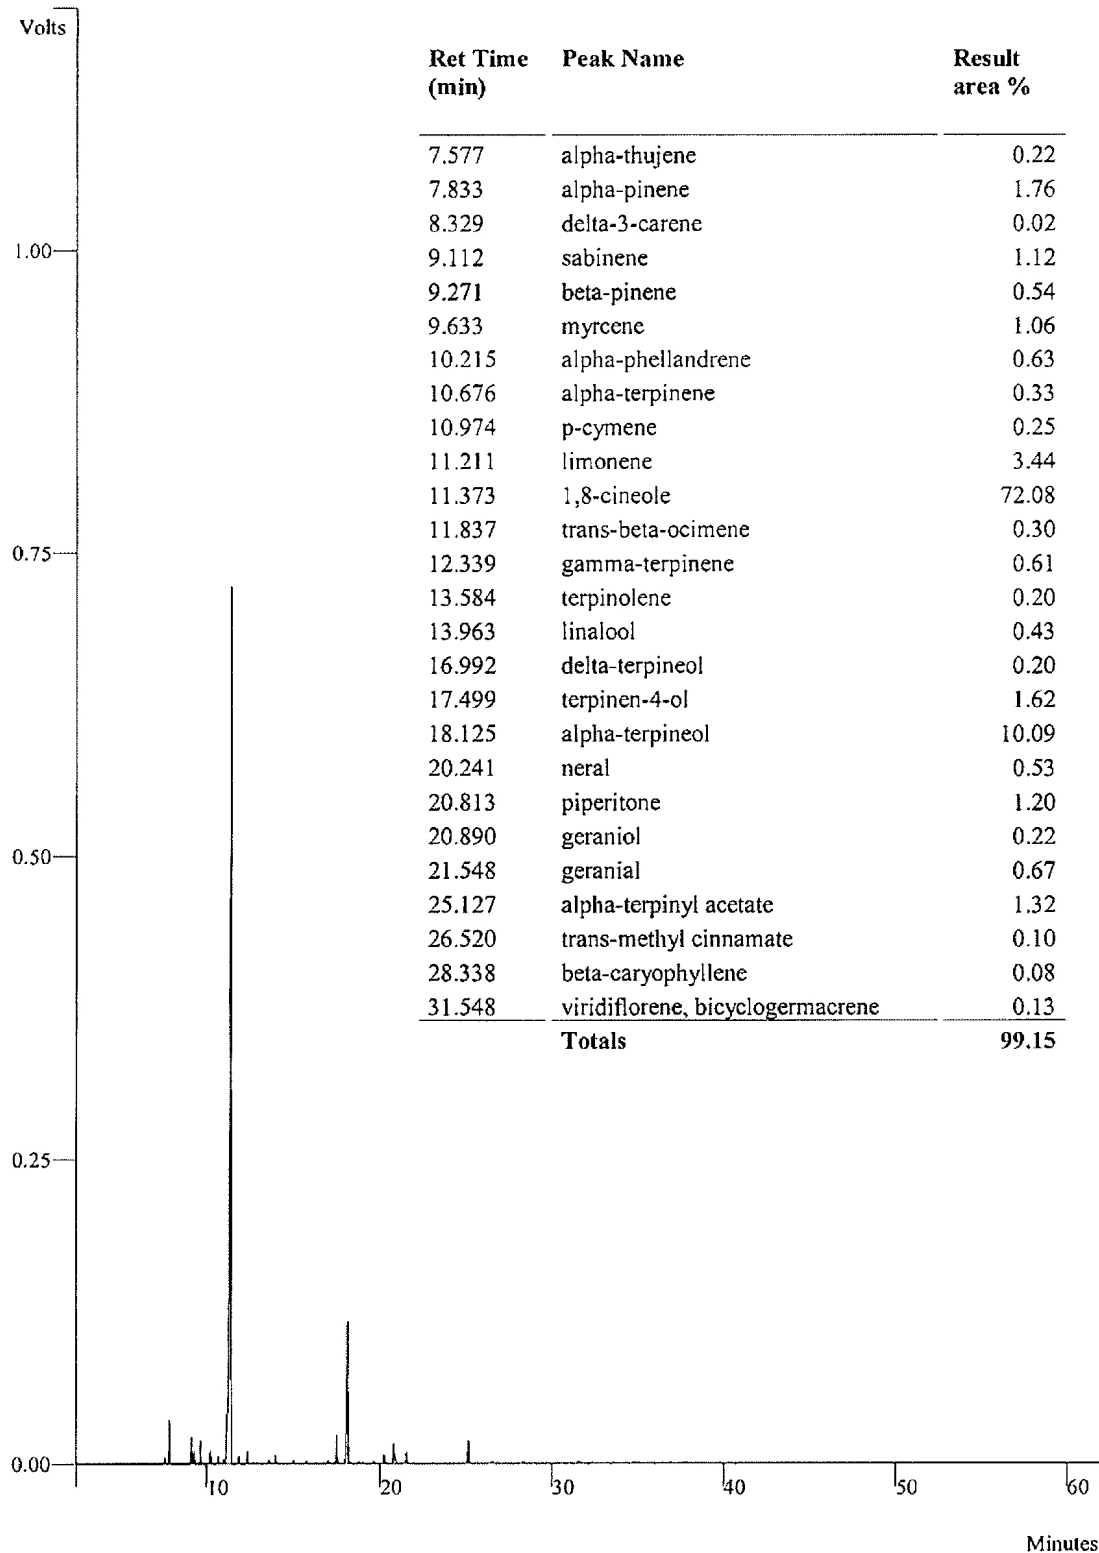 Volts
Ret Time Peak Name Result
(min) area %
7.577 alpha-thujene 0.22
7.833 alpha-pinene 1.76
8.329 delta-3-carene 0.02
1.00
9.112 sabinene 1.12
9.271 beta-pinene 0.54
9.633 myrcene 1.06
10.215 alpha-phellandrene 0.63
10.676 alpha-terpinene 0.33
10.974 p-cymene 0.25
11.211 limonene 3.44
11.373 1,8-cineole 72.08
11.837 trans-beta-ocimene 0.30
0.75
12.339 gamma-terpinene 0.61
13.584 terpinolene 0.20
13.963 linalool 0.43
16.992 delta-terpineol 0.20
17.499 terpinen-4-ol 1.62
18.125 alpha-terpineol 10.09
20.241 neral 0.53
20.813 piperitone 1.20
20.890 geraniol 0.22
0.50
21.548 geranial 0.67
25.127 alpha-terpinyl acetate 1.32
26.520 trans-methyl cinnamate 0.10
28.338 beta-caryophyllene 0.08
31.548 viridiflorene, bicyclogermacrene 0.13
Totals 99.15
0.25
0.00
10 20 30 40 50 60
Minutes